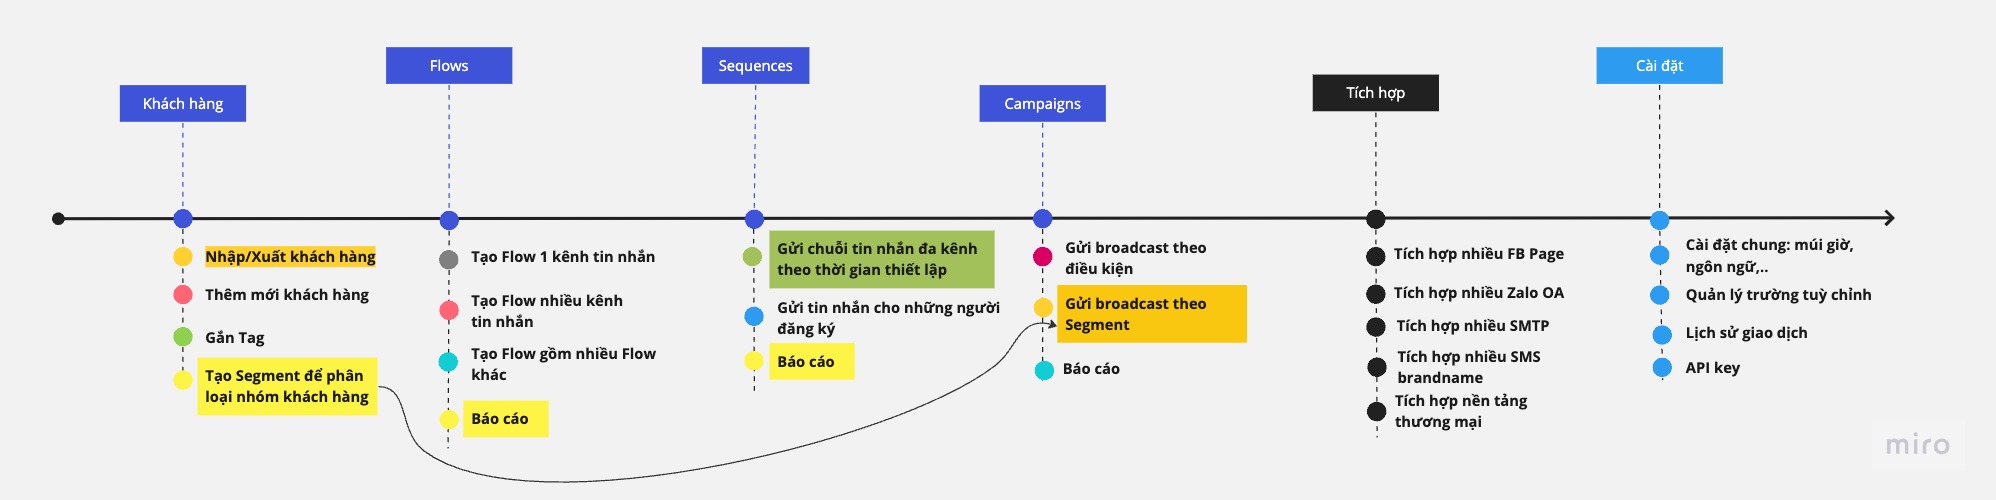 Khách hàng
Nhập/Xuất khách hàng
Thêm mới khách hàng
Gắn Tag
Tạo Segment để phân
loại nhóm khách hàng
Flows
Tạo Flow 1 kênh tin nhắn
Tạo Flow nhiều kênh
tin nhắn
Tạo Flow gồm nhiều Flow
khác
Báo cáo
Sequences
Gửi chuỗi tin nhắn đa kênh
theo thời gian thiết lập
Gửi tin nhắn cho những người
đăng ký
Báo cáo
Campaigns
Gửi broadcast theo
điều kiện
Gửi broadcast theo
Segment
Báo cáo
Tích hợp
Tích hợp nhiều FB Page
Tích hợp nhiều Zalo OA
Tích hợp nhiều SMTP
Tích hợp nhiều SMS
brandname
Tích hợp nền tảng
thương mại
Cài đặt
Cài đặt chung: múi giờ,
ngôn ngữ,..
Quản lý trường tuỳ chỉnh
Lịch sử giao dịch
API key
miro